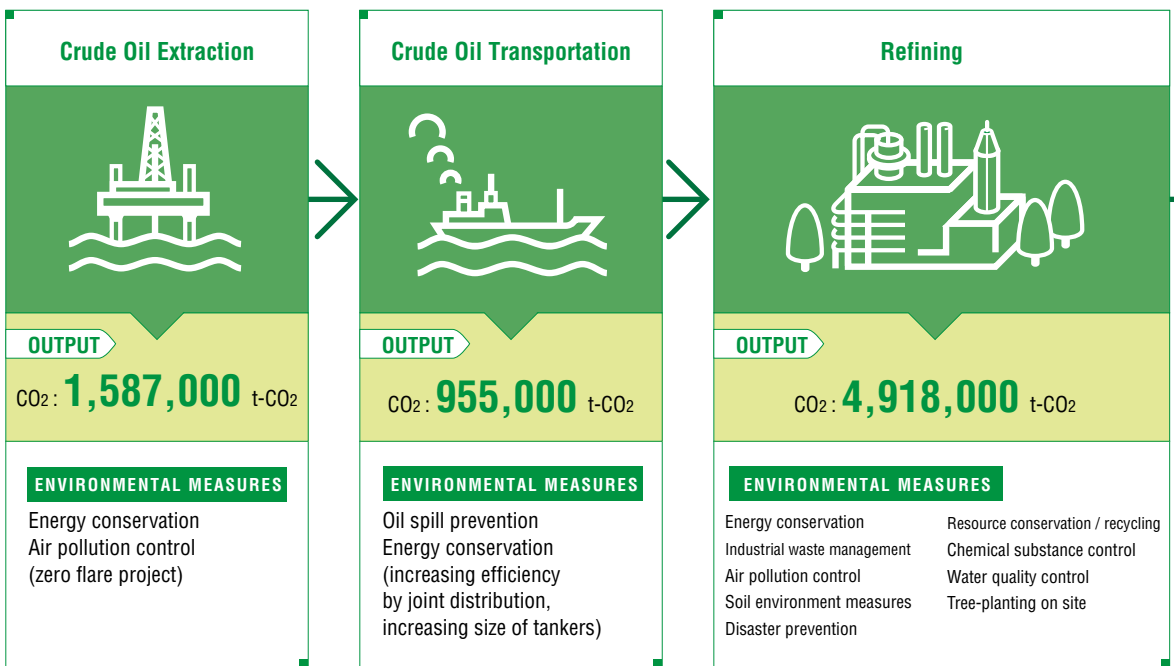 Crude Oil Extraction
OUTPUT
CO2 : 1,587,000 t-CO2
ENVIRONMENTAL MEASURES
Energy conservation
Air pollution control
(zero flare project)
Crude Oil Transportation
OUTPUT
CO2 : 955,000 t-CO2
ENVIRONMENTAL MEASURES
Oil spill prevention
Energy conservation
(increasing efficiency
by joint distribution,
increasing size of tankers)
Refining
OUTPUT
CO2 : 4,918,000 t-CO2
ENVIRONMENTAL MEASURES
Energy conservation
Industrial waste management
Air pollution control
Soil environment measures
Disaster prevention
Resource conservation / recycling
Chemical substance control
Water quality control
Tree-planting on site